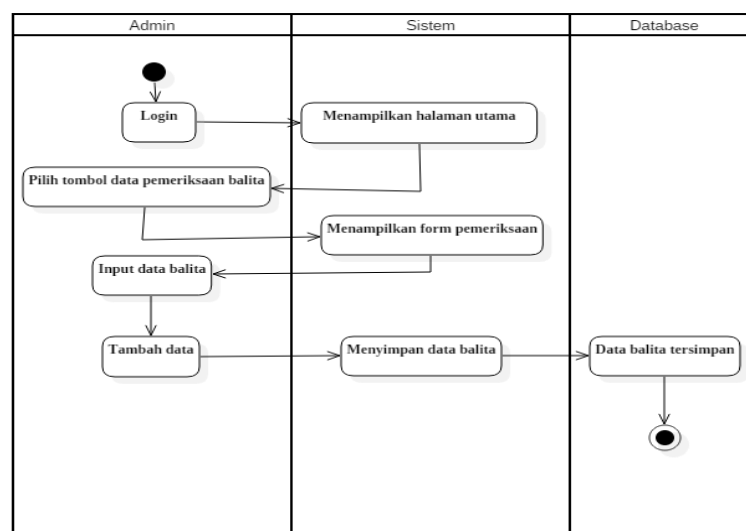 Admin
Sistem
Database
Login
Menampilkan halaman utama
Pilih tombol data pemeriksaan balita
Menampilkan form pemeriksaan
Input data balita
Tambah data
Menyimpan data balita
Data balita tersimpan